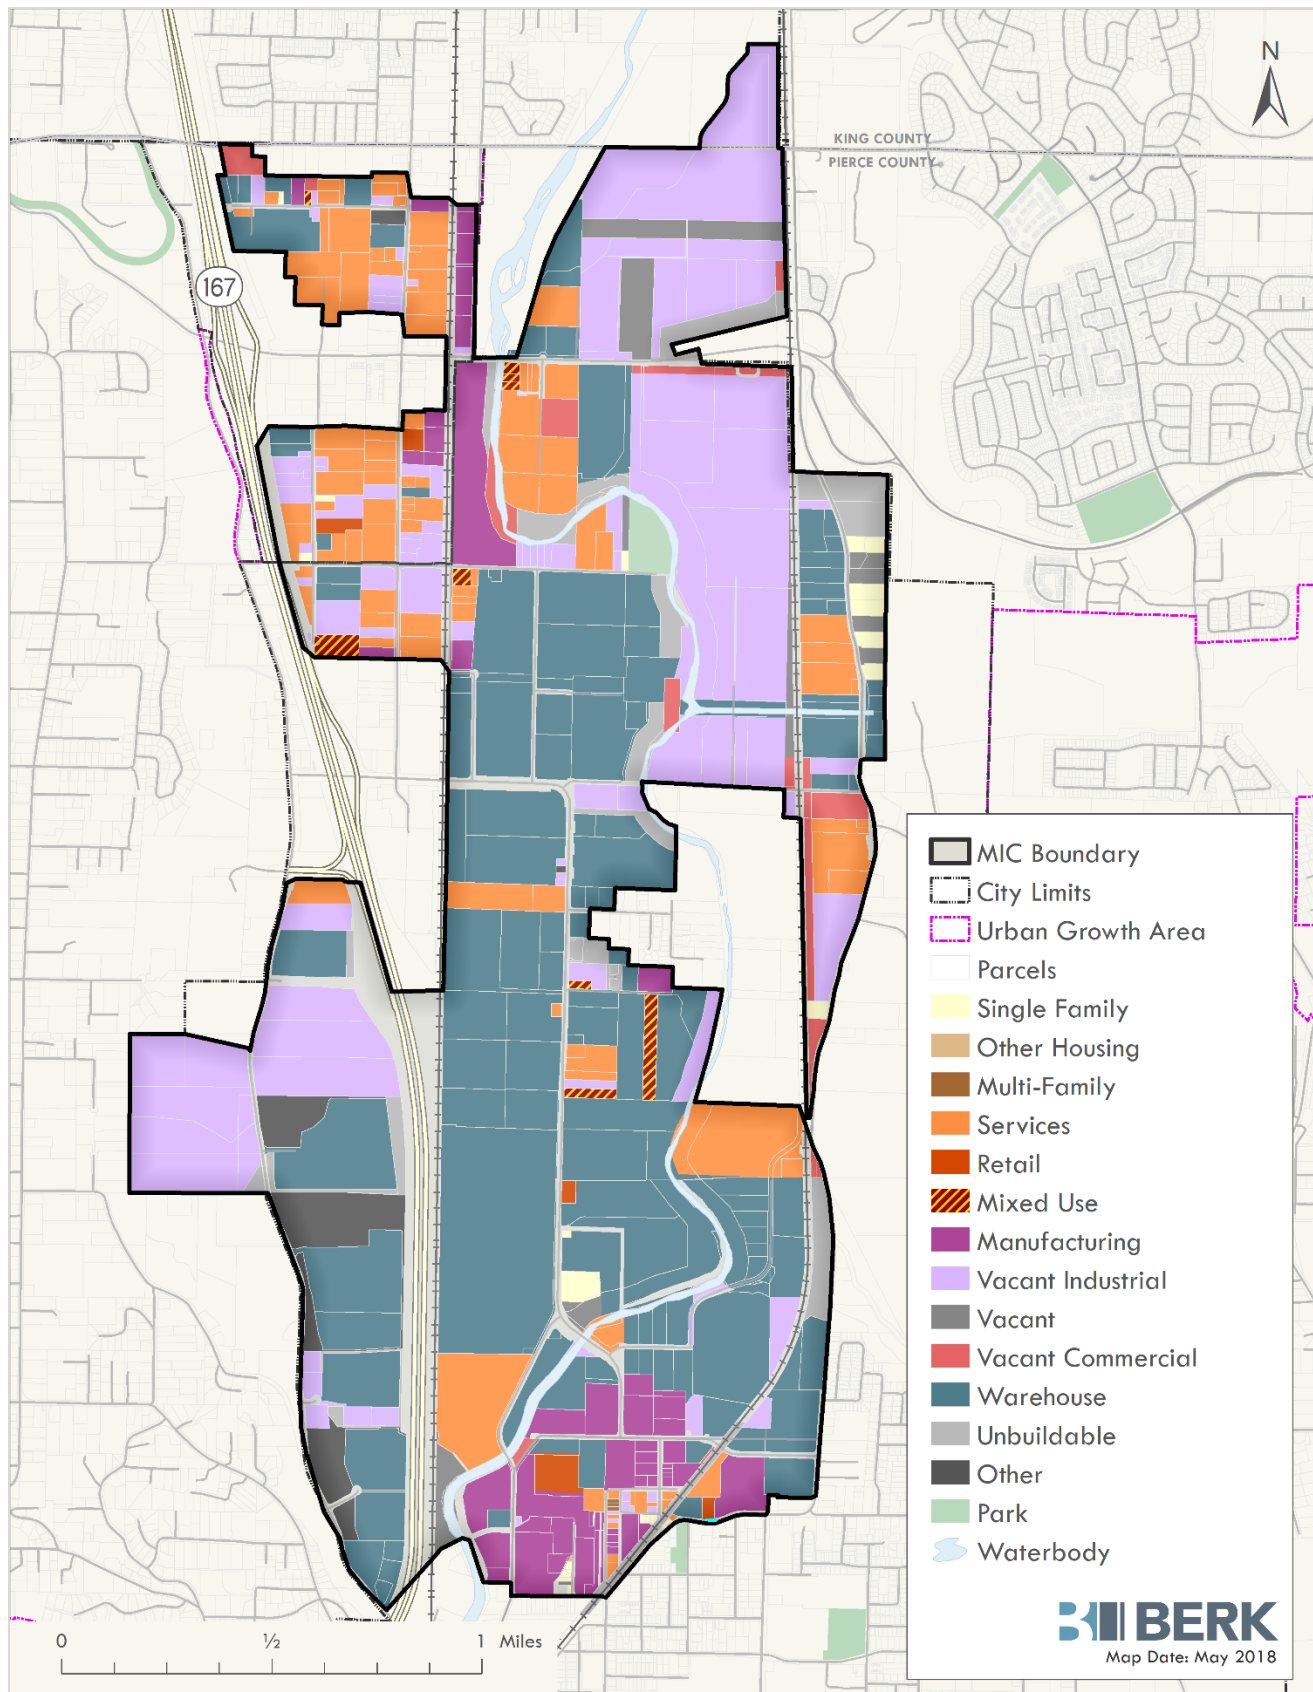 N
KING COUNTY
PIERCE COUNTY
167
MIC Boundary
City Limits
Urban Growth Area
Parcels
Single Family
Other Housing
Multi-Family
Services
Retail
Mixed Use
Manufacturing
Vacant Industrial
Vacant
Vacant Commercial
Warehouse
Unbuildable
Other
Park
Waterbody
BERK
Map Date: May 2018
0 ½ 1 Miles